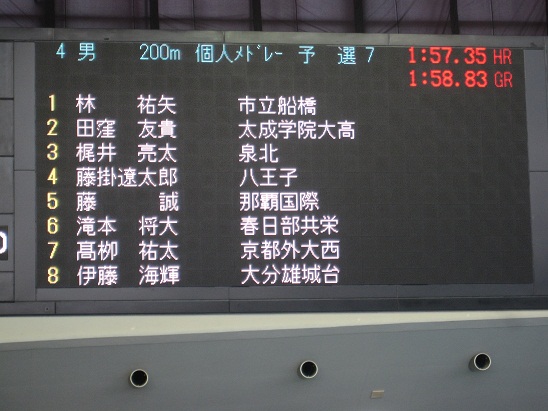 4 男 200m 個人メドレー 予 選 7 1:57.35 HR
1:58.83 GR
1 林 祐矢 市立船橋
2 田窪 友貴 太成学院大高
3 梶井 亮太 泉北
4 藤掛遼太郎 八王子
5 藤 誠 那覇国際
6 滝本 将大 春日部共栄
7 髙栁 祐太 京都外大西
8 伊藤 海輝 大分雄城台